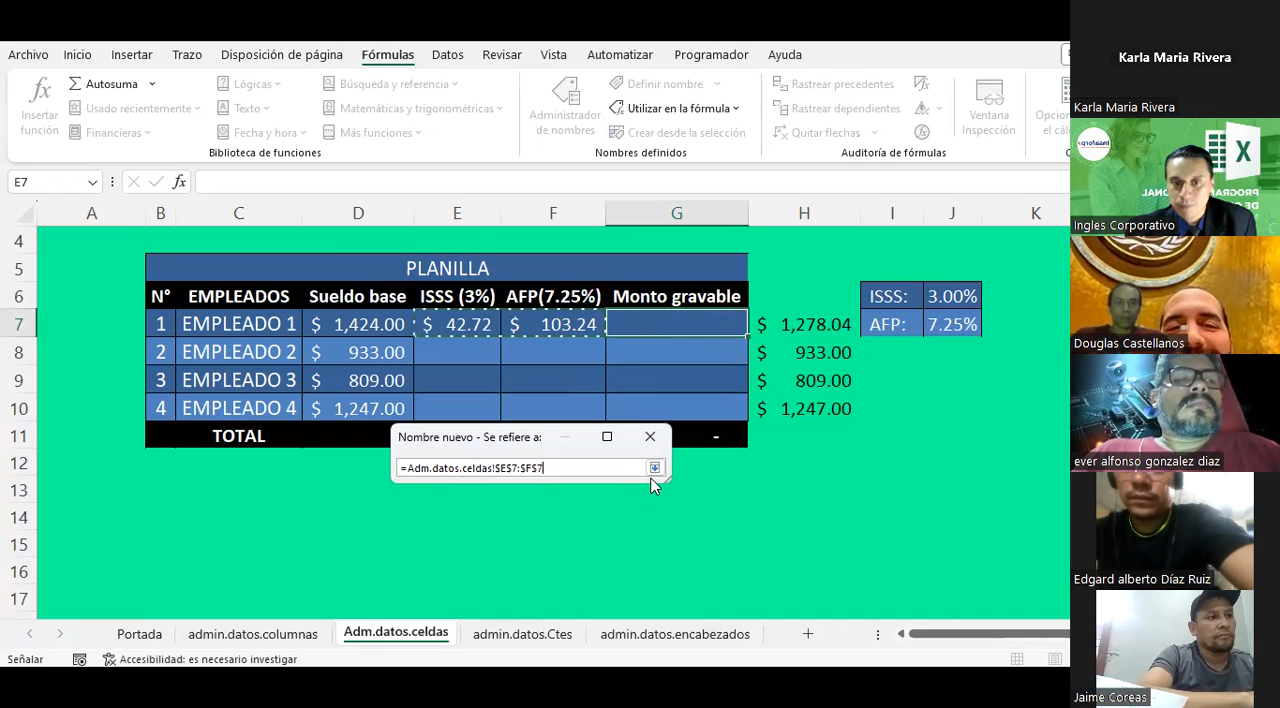 Archivo Inicio Insertar Trazo Disposición de página Fórmulas Datos Revisar Vista Automatizar Programador Ayuda
fx Insertar función
Autosuma
Usado recientemente
Financieras
Lógicas
Texto
Fecha y hora
Búsqueda y referencia
Matemáticas y trigonométricas
Más funciones
Biblioteca de funciones
Administrador de nombres
Definir nombre
Utilizar en la fórmula
Crear desde la selección
Nombres definidos
Rastrear precedentes
Rastrear dependientes
Quitar flechas
Ventana Inspección
Auditoría de fórmulas
Opcion
el cálc
E7 fx
A B C D E F G H I J K
4
5 PLANILLA
6 N° EMPLEADOS Sueldo base ISSS (3%) AFP(7.25%) Monto gravable ISSS: 3.00%
7 1 EMPLEADO 1 $ 1,424.00 $ 42.72 $ 103.24 $ 1,278.04 AFP: 7.25%
8 2 EMPLEADO 2 $ 933.00 $ 933.00
9 3 EMPLEADO 3 $ 809.00 $ 809.00
10 4 EMPLEADO 4 $ 1,247.00 $ 1,247.00
11 TOTAL -
Nombre nuevo - Se refiere a:
=Adm.datos.celdas!$E$7:$F$7
12
13
14
15
16
17
Portada admin.datos.columnas Adm.datos.celdas admin.datos.Ctes admin.datos.encabezados
Señalar Accesibilidad: es necesario investigar
Karla Maria Rivera
Karla Maria Rivera
X
Ingles Corporativo
Douglas Castellanos
ever alfonso gonzalez diaz
Edgard alberto Díaz Ruiz
Jaime Coreas